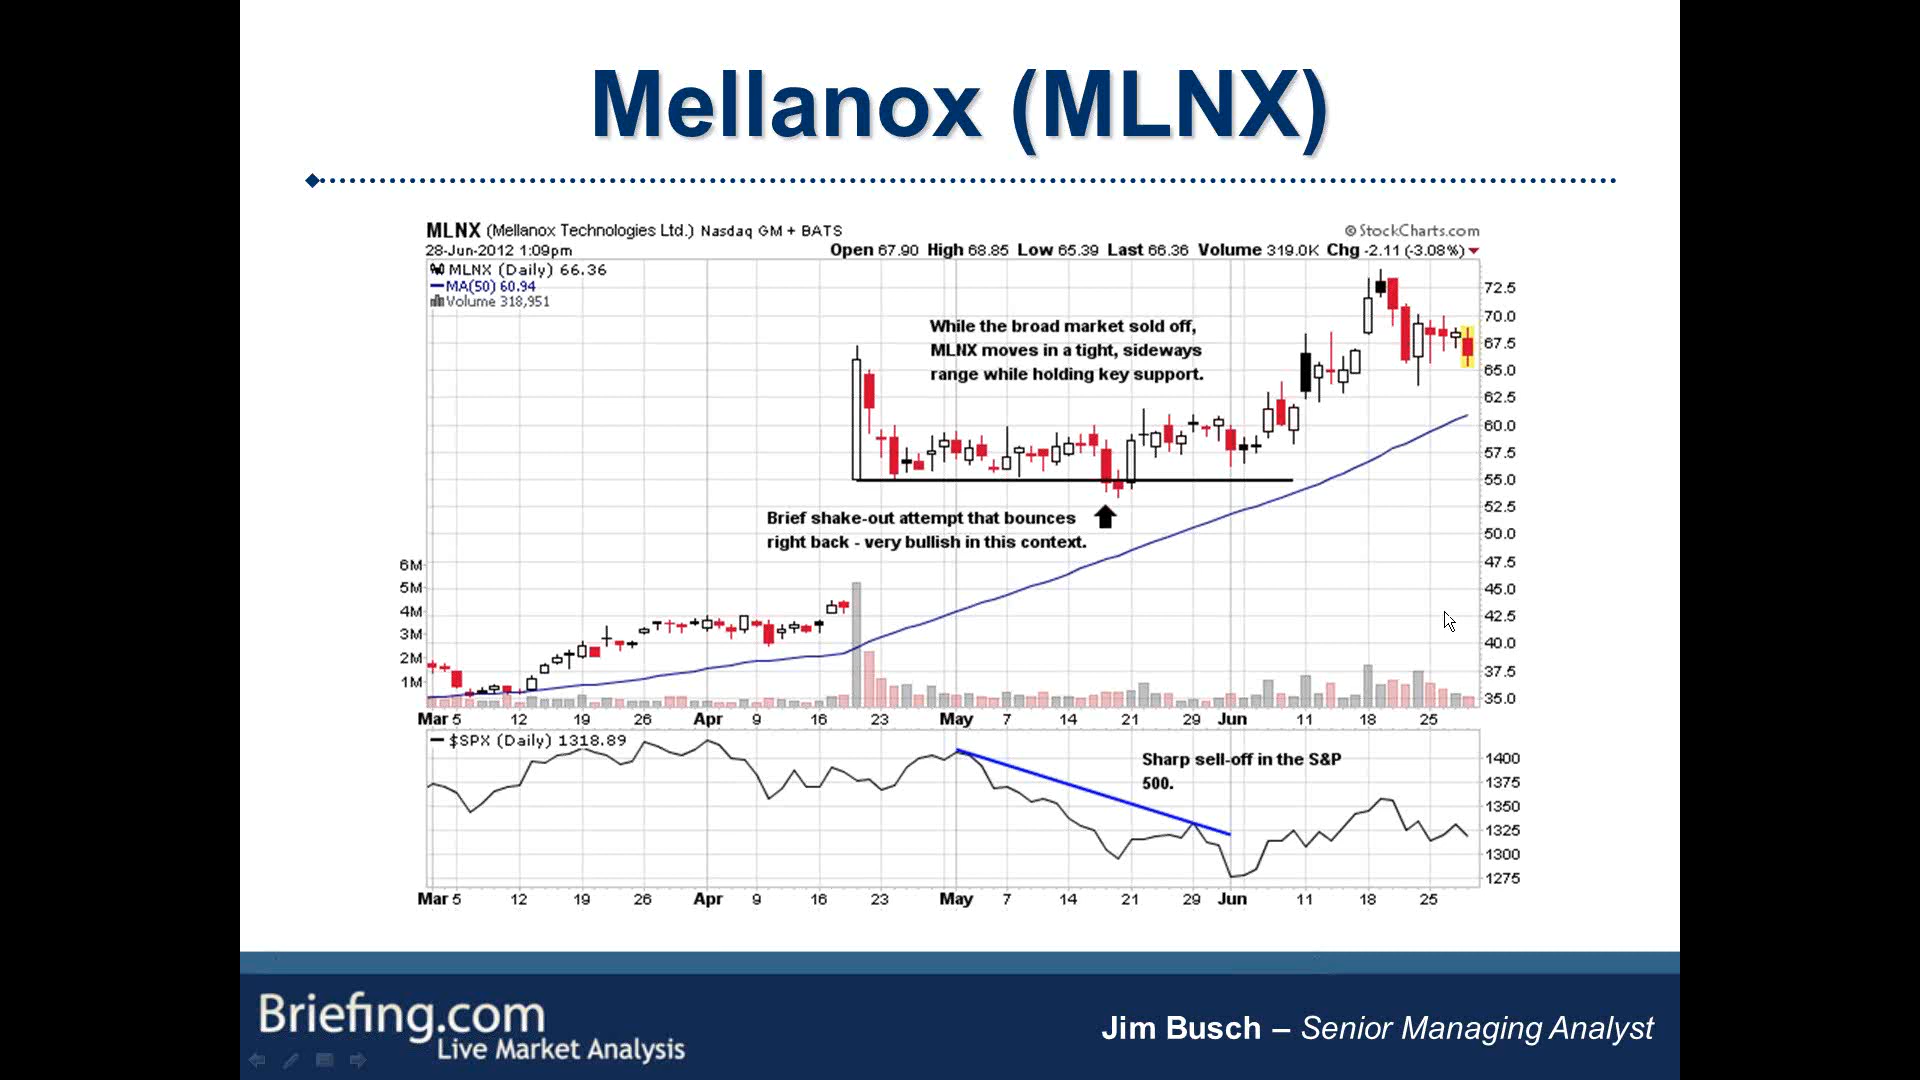 Mellanox (MLNX)
MLNX (Mellanox Technologies Ltd.) Nasdaq GM + BATS
© StockCharts.com
28-Jun-2012 1:09pm
Open 67.90 High 68.85 Low 65.39 Last 66.36 Volume 319.0K Chg -2.11 (-3.08%)
MLNX (Daily) 66.36
MA(50) 60.94
Volume 318,951
While the broad market sold off,
MLNX moves in a tight, sideways
range while holding key support.
Brief shake-out attempt that bounces
right back - very bullish in this context.
72.5
70.0
67.5
65.0
62.5
60.0
57.5
55.0
52.5
50.0
47.5
45.0
42.5
40.0
37.5
35.0
6M
5M
4M
3M
2M
1M
Mar 5 12 19 26 Apr 9 16 23 May 7 14 21 29 Jun 11 18 25
$SPX (Daily) 1318.89
Sharp sell-off in the S&P
500.
1400
1375
1350
1325
1300
1275
Mar 5 12 19 26 Apr 9 16 23 May 7 14 21 29 Jun 11 18 25
Briefing.com
Live Market Analysis
Jim Busch – Senior Managing Analyst